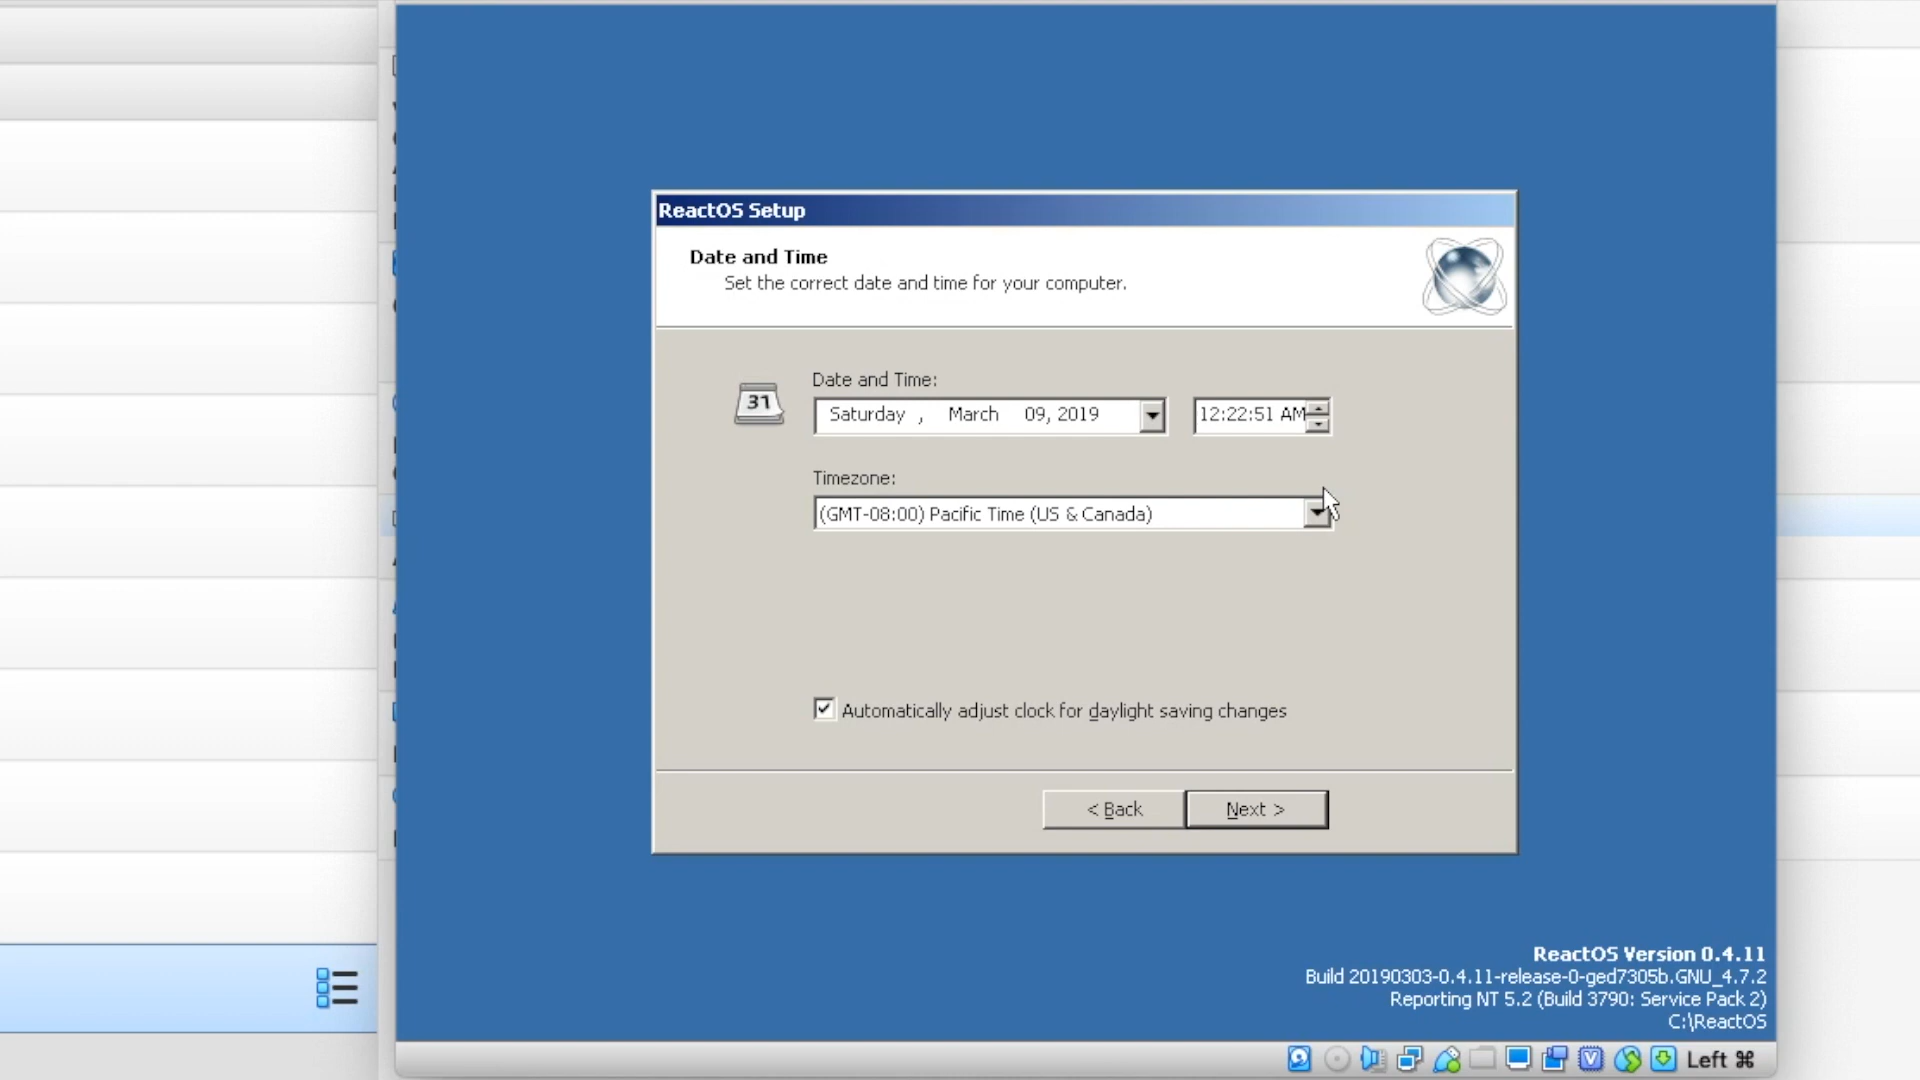 ReactOS Setup
Date and Time
Set the correct date and time for your computer.
31
Date and Time:
Saturday , March 09, 2019
12:22:51 AM
Timezone:
(GMT-08:00) Pacific Time (US & Canada)
Automatically adjust clock for daylight saving changes
< Back
Next >
ReactOS Version 0.4.11
Build 20190303-0.4.11-release-0-ged7305b.GNU_4.7.2
Reporting NT 5.2 (Build 3790: Service Pack 2)
C:\ReactOS
Left ⌘